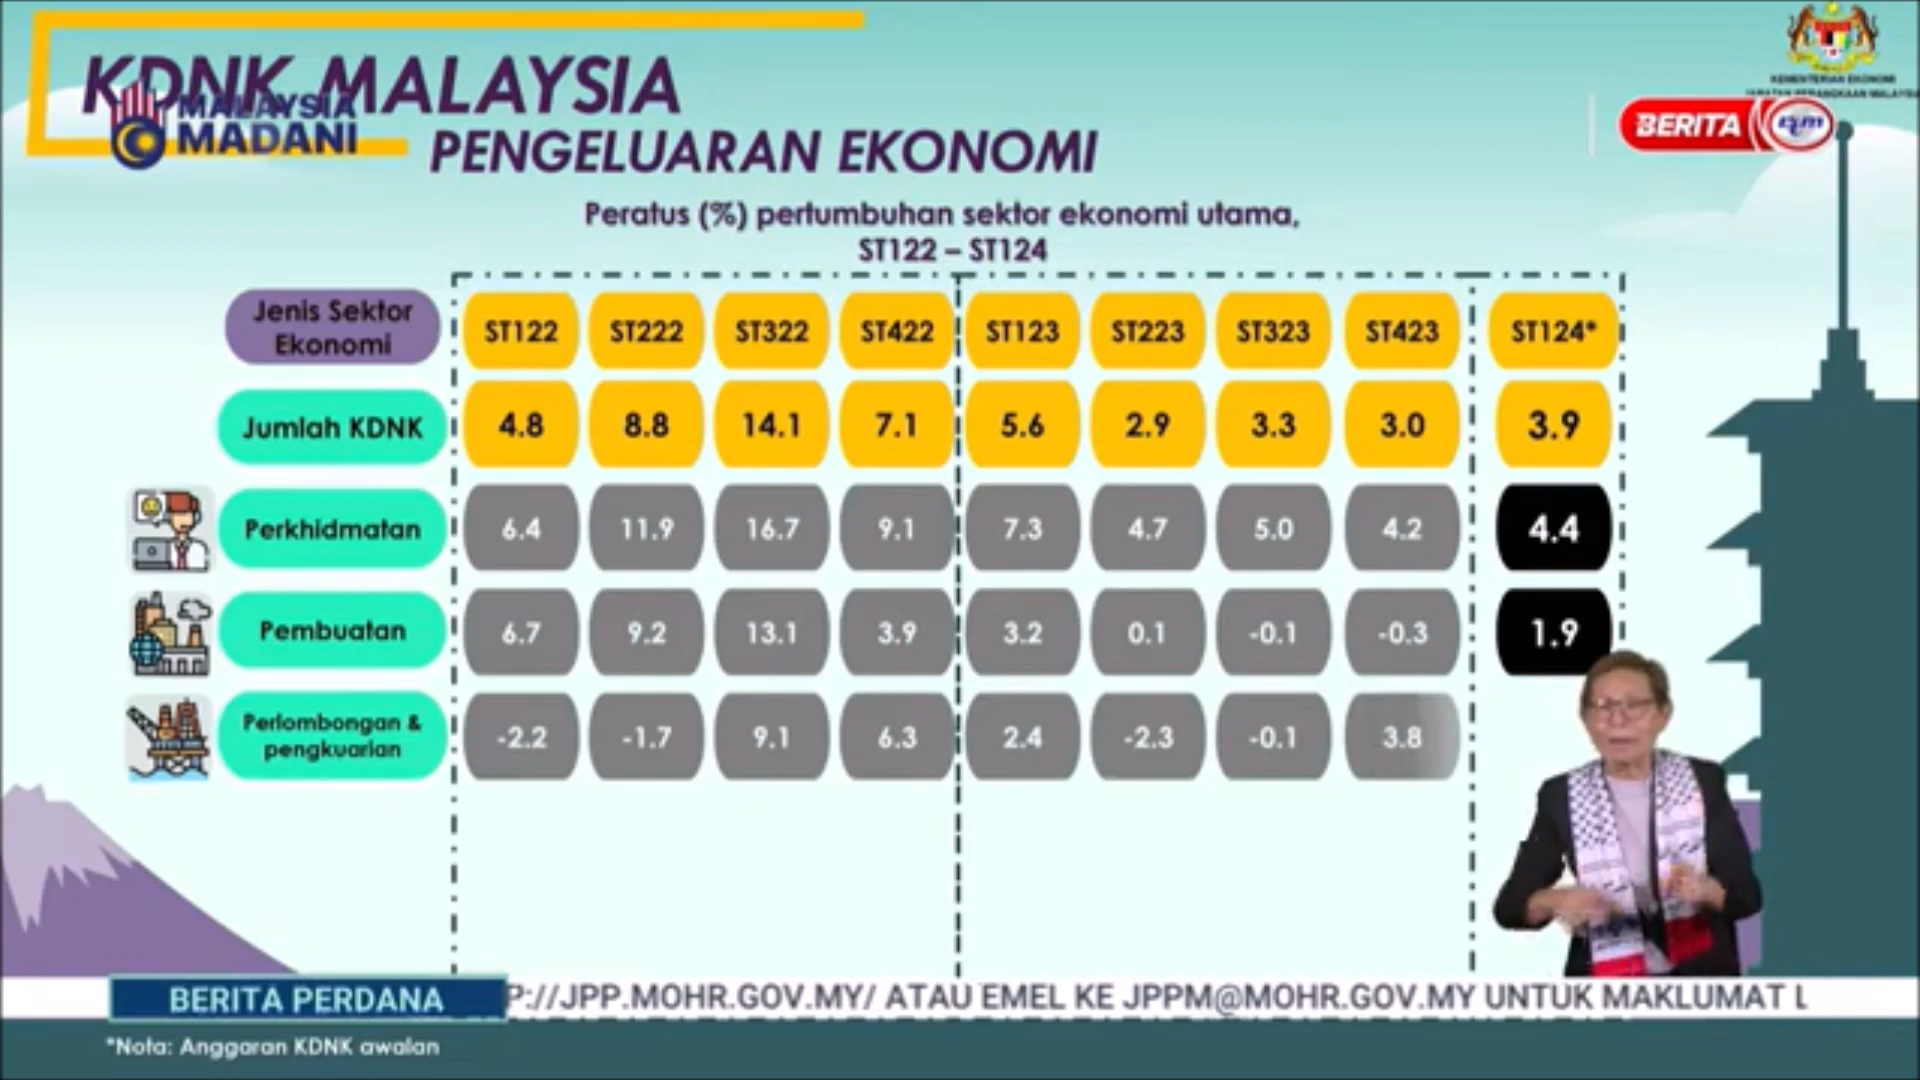 KDNK MALAYSIA
PENGELUARAN EKONOMI
MALAYSIA
MADANI
KEMENTERIAN EKONOMI
JABATAN PERANGKAAN MALAYSIA
BERITA rtm
Peratus (%) pertumbuhan sektor ekonomi utama,
ST122 – ST124
Jenis Sektor
Ekonomi
ST122 ST222 ST322 ST422 ST123 ST223 ST323 ST423 ST124*
Jumlah KDNK 4.8 8.8 14.1 7.1 5.6 2.9 3.3 3.0 3.9
Perkhidmatan 6.4 11.9 16.7 9.1 7.3 4.7 5.0 4.2 4.4
Pembuatan 6.7 9.2 13.1 3.9 3.2 0.1 -0.1 -0.3 1.9
Perlombongan &
pengkuarian
-2.2 -1.7 9.1 6.3 2.4 -2.3 -0.1 3.8
BERITA PERDANA
P://JPP.MOHR.GOV.MY/ ATAU EMEL KE JPPM@MOHR.GOV.MY UNTUK MAKLUMAT L
*Nota: Anggaran KDNK awalan